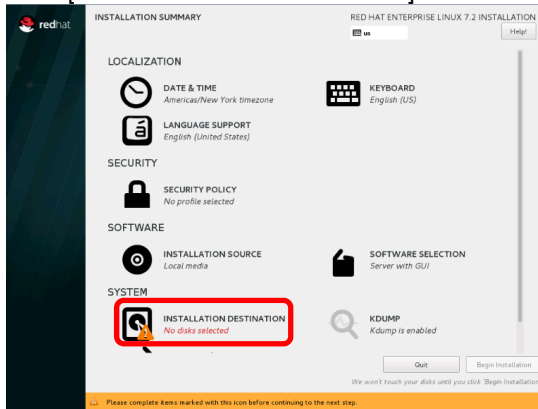 INSTALLATION SUMMARY
RED HAT ENTERPRISE LINUX 7.2 INSTALLATION
redhat
us
Help!
LOCALIZATION
DATE & TIME
Americas/New York timezone
KEYBOARD
English (US)
LANGUAGE SUPPORT
English (United States)
SECURITY
SECURITY POLICY
No profile selected
SOFTWARE
INSTALLATION SOURCE
Local media
SOFTWARE SELECTION
Server with GUI
SYSTEM
INSTALLATION DESTINATION
No disks selected
KDUMP
Kdump is enabled
Quit
Begin Installation
We won't touch your disks until you click 'Begin Installation
Please complete items marked with this icon before continuing to the next step.